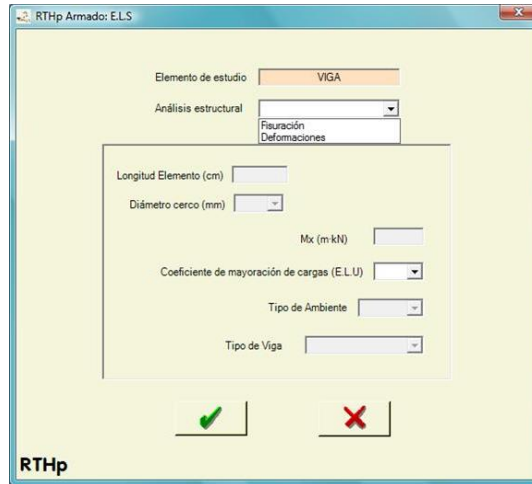 RTHp Armado: E.L.S
Elemento de estudio VIGA
Análisis estructural
Fisuración
Deformaciones
Longitud Elemento (cm)
Diámetro cerco (mm)
Mx (m·kN)
Coeficiente de mayoración de cargas (E.L.U)
Tipo de Ambiente
Tipo de Viga
RTHp